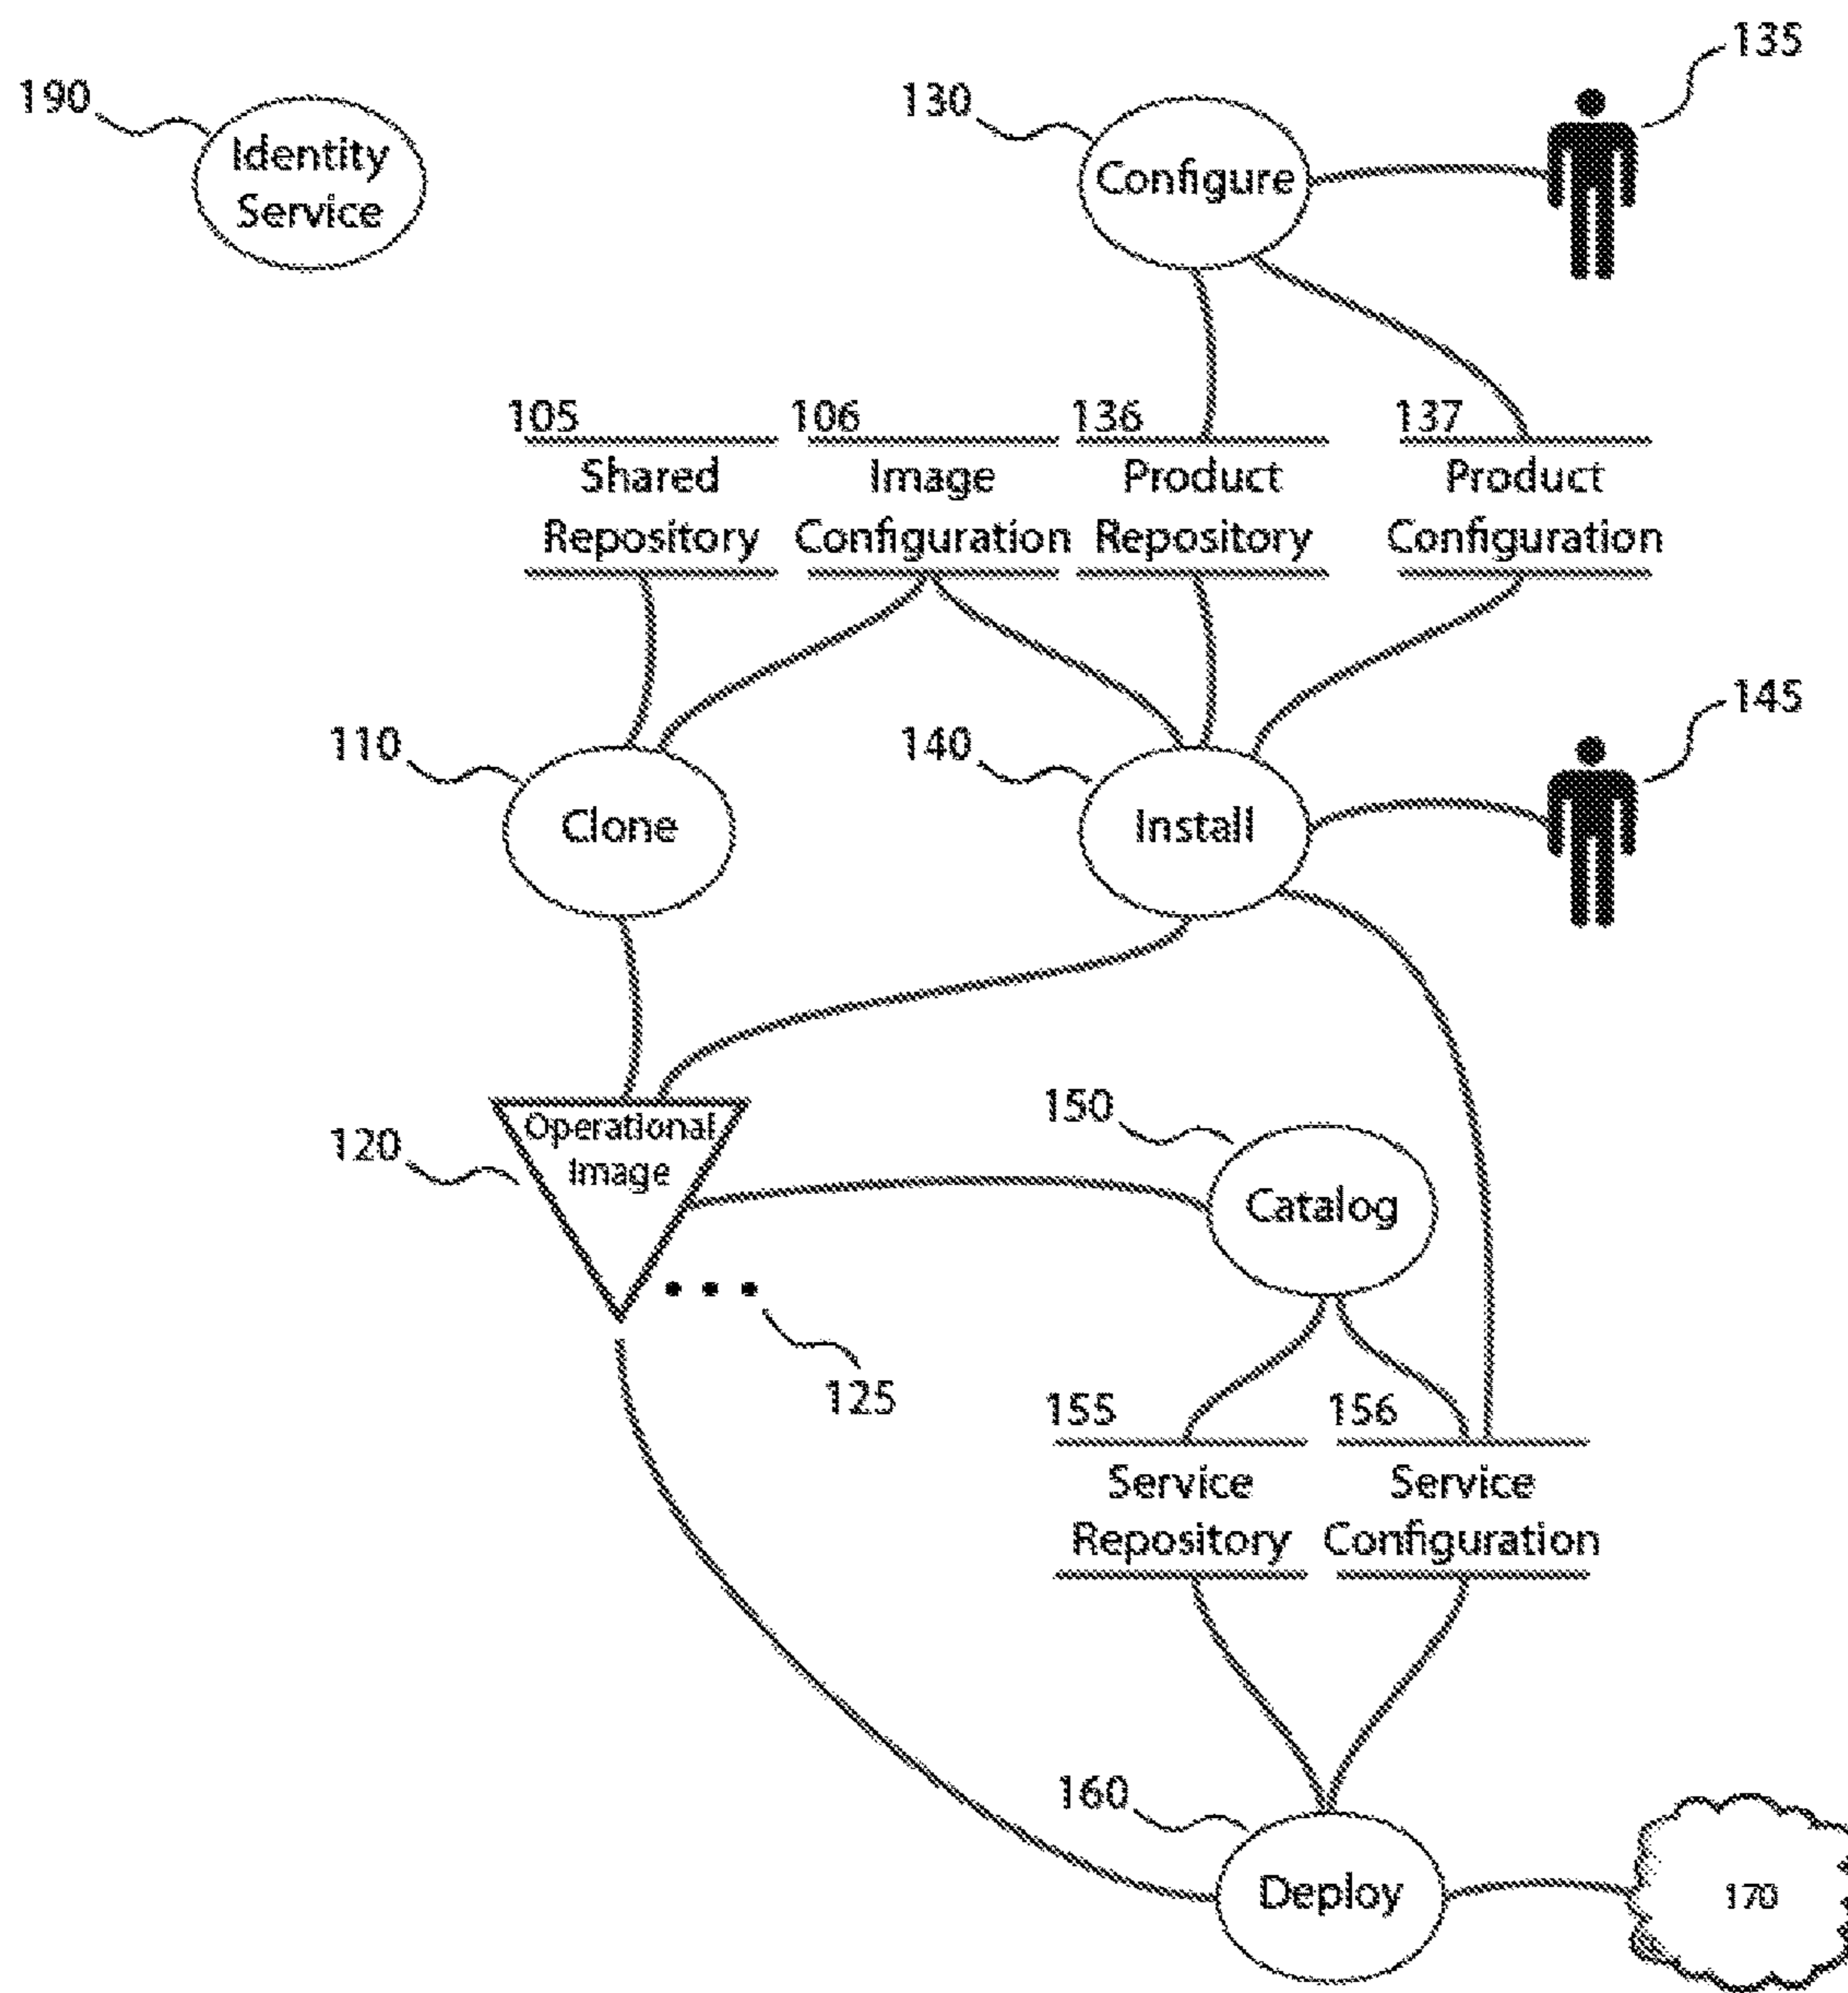 135
190
130
Identity
Service
Configure
105
106
136
137
Shared
Repository
Image
Configuration
Product
Repository
Product
Configuration
110
140
145
Clone
Install
120
Operational
Image
150
Catalog
125
155
156
Service
Repository
Service
Configuration
160
Deploy
170